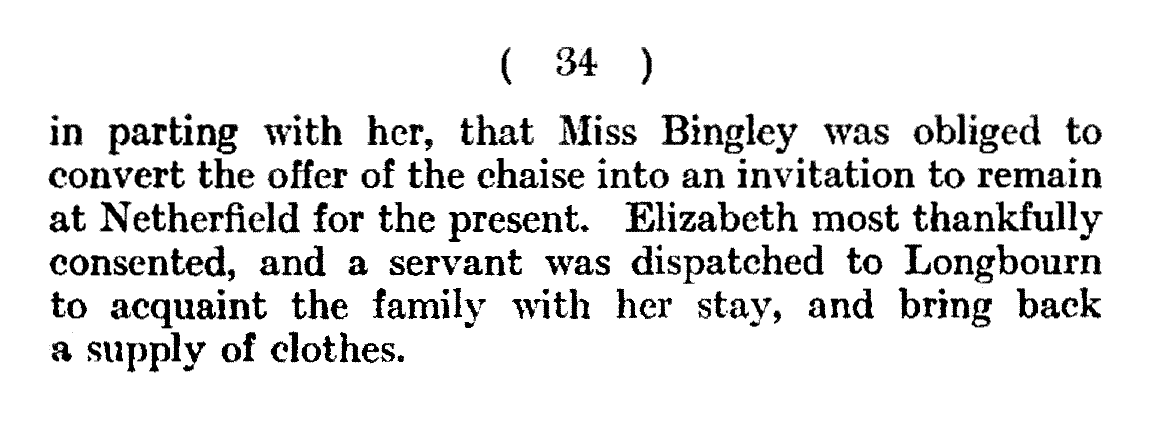 ( 34 )
in parting with her, that Miss Bingley was obliged to
convert the offer of the chaise into an invitation to remain
at Netherfield for the present. Elizabeth most thankfully
consented, and a servant was dispatched to Longbourn
to acquaint the family with her stay, and bring back
a supply of clothes.